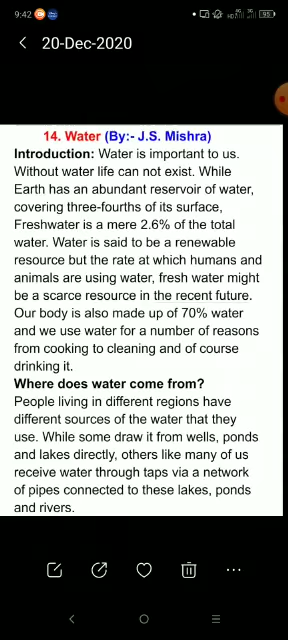 9:42
95
20-Dec-2020
14. Water (By:- J.S. Mishra)
Introduction: Water is important to us.
Without water life can not exist. While
Earth has an abundant reservoir of water,
covering three-fourths of its surface,
Freshwater is a mere 2.6% of the total
water. Water is said to be a renewable
resource but the rate at which humans and
animals are using water, fresh water might
be a scarce resource in the recent future.
Our body is also made up of 70% water
and we use water for a number of reasons
from cooking to cleaning and of course
drinking it.
Where does water come from?
People living in different regions have
different sources of the water that they
use. While some draw it from wells, ponds
and lakes directly, others like many of us
receive water through taps via a network
of pipes connected to these lakes, ponds
and rivers.